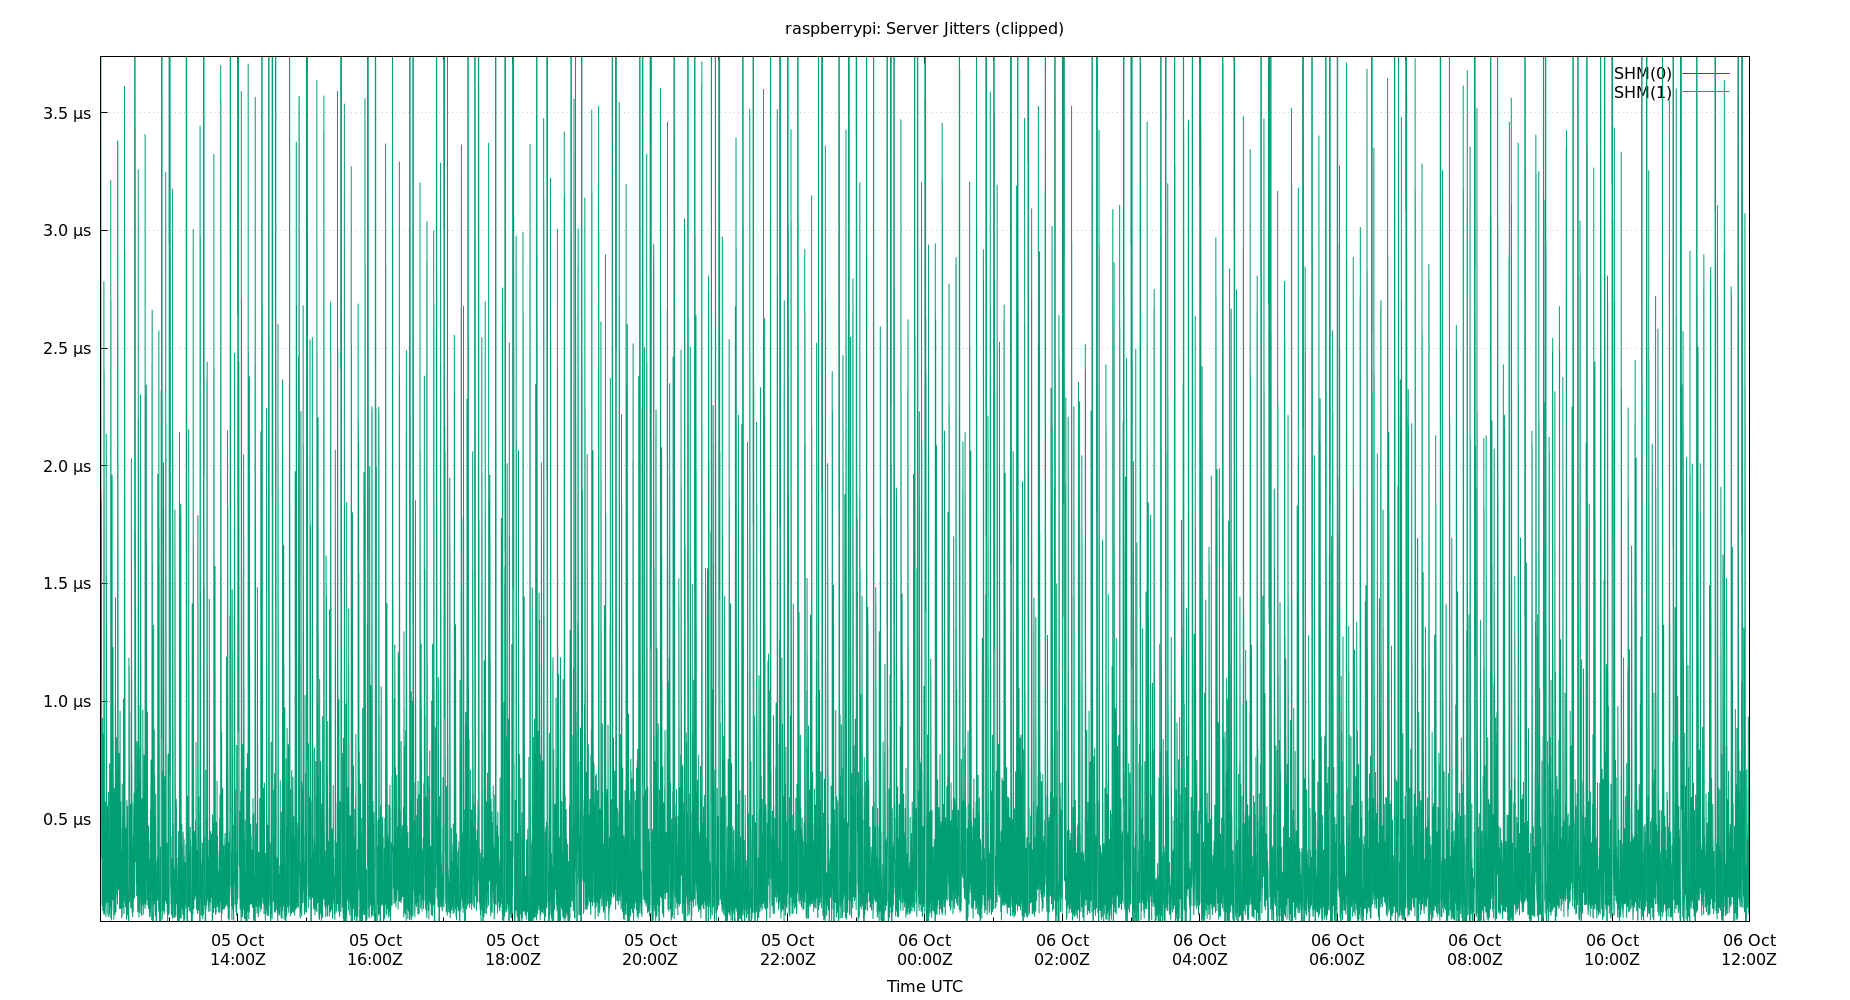 raspberrypi: Server Jitters (clipped)
SHM(0)
SHM(1)
3.5 µs
3.0 µs
2.5 µs
2.0 µs
1.5 µs
1.0 µs
0.5 µs
05 Oct 05 Oct 05 Oct 05 Oct 05 Oct 06 Oct 06 Oct 06 Oct 06 Oct 06 Oct 06 Oct 06 Oct
14:00Z 16:00Z 18:00Z 20:00Z 22:00Z 00:00Z 02:00Z 04:00Z 06:00Z 08:00Z 10:00Z 12:00Z
Time UTC